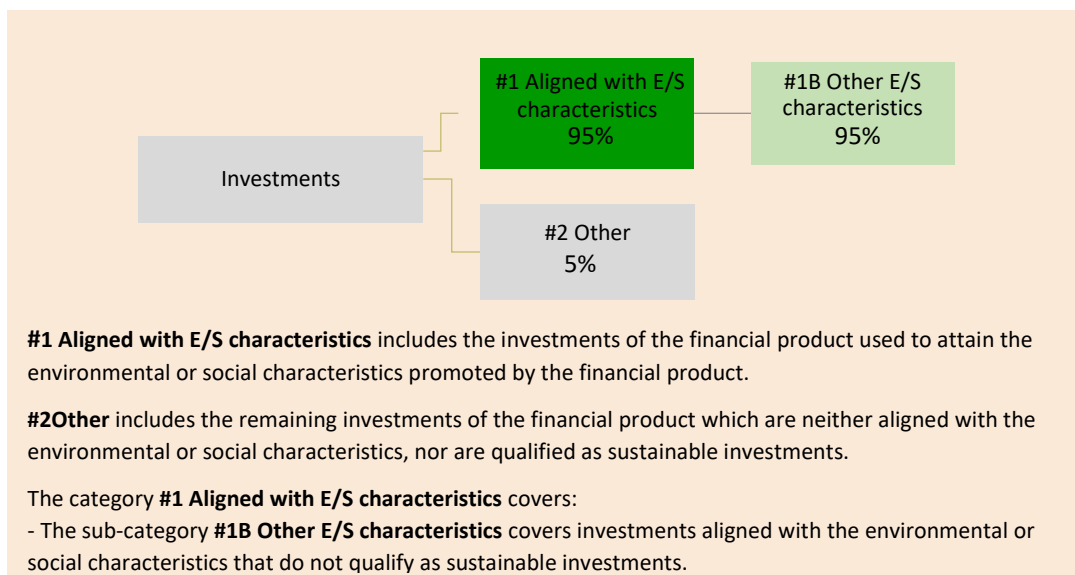 #1 Aligned with E/S
characteristics
95%
#1B Other E/S
characteristics
95%
Investments
#2 Other
5%
#1 Aligned with E/S characteristics includes the investments of the financial product used to attain the
environmental or social characteristics promoted by the financial product.
#2Other includes the remaining investments of the financial product which are neither aligned with the
environmental or social characteristics, nor are qualified as sustainable investments.
The category #1 Aligned with E/S characteristics covers:
- The sub-category #1B Other E/S characteristics covers investments aligned with the environmental or
social characteristics that do not qualify as sustainable investments.